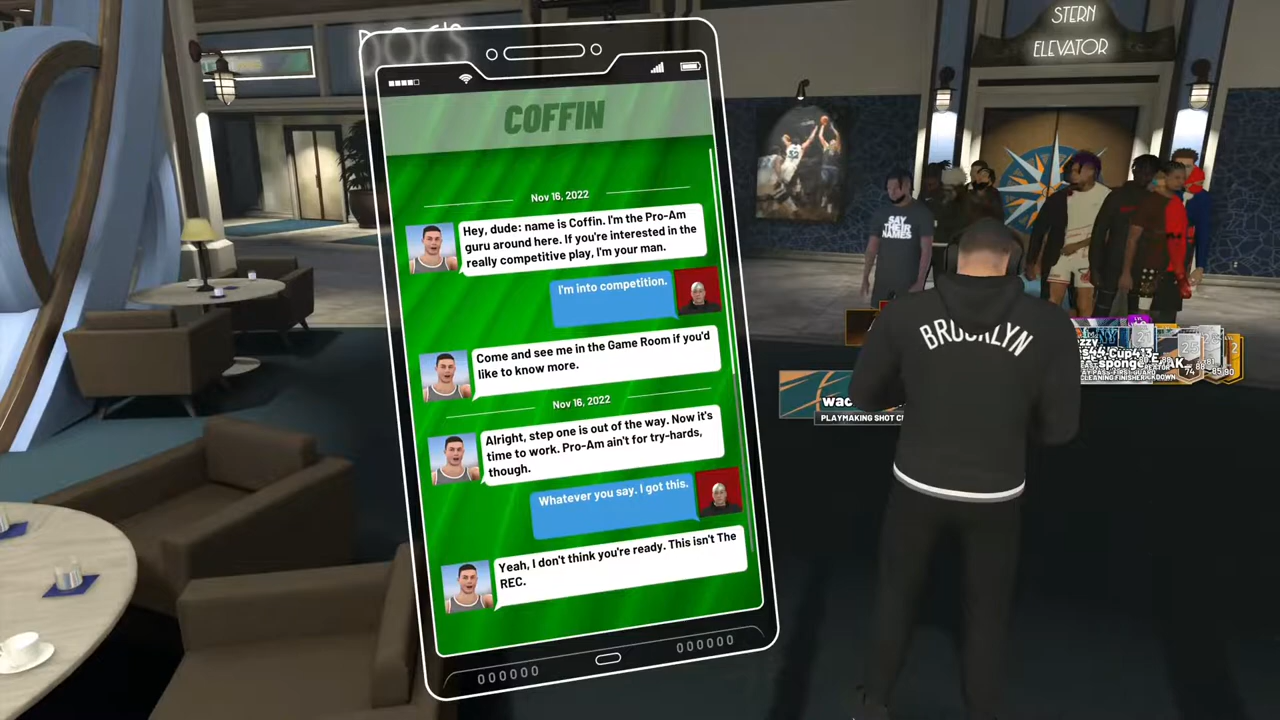 DOC'S
STERN
ELEVATOR
COFFIN
Nov 16, 2022
Hey, dude: name is Coffin. I'm the Pro-Am
guru around here. If you're interested in the
really competitive play, I'm your man.
I'm into competition.
Come and see me in the Game Room if you'd
like to know more.
Nov 16, 2022
Alright, step one is out of the way. Now it's
time to work. Pro-Am ain't for try-hards,
though.
Whatever you say. I got this.
Yeah, I don't think you're ready. This isn't The
REC.
SAY
THEIR
NAMES
BROOKLYN
PLAYMAKING SHOT